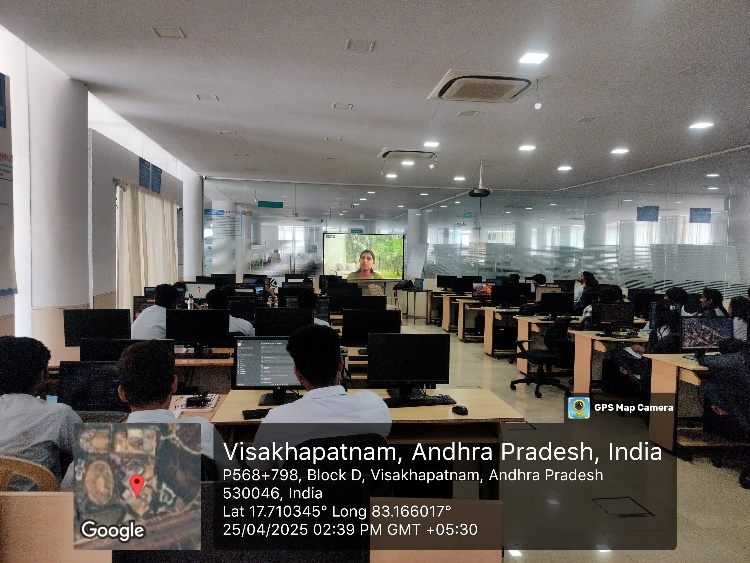 GPS Map Camera
Visakhapatnam, Andhra Pradesh, India
P568+798, Block D, Visakhapatnam, Andhra Pradesh
530046, India
Lat 17.710345° Long 83.166017°
25/04/2025 02:39 PM GMT +05:30
Google